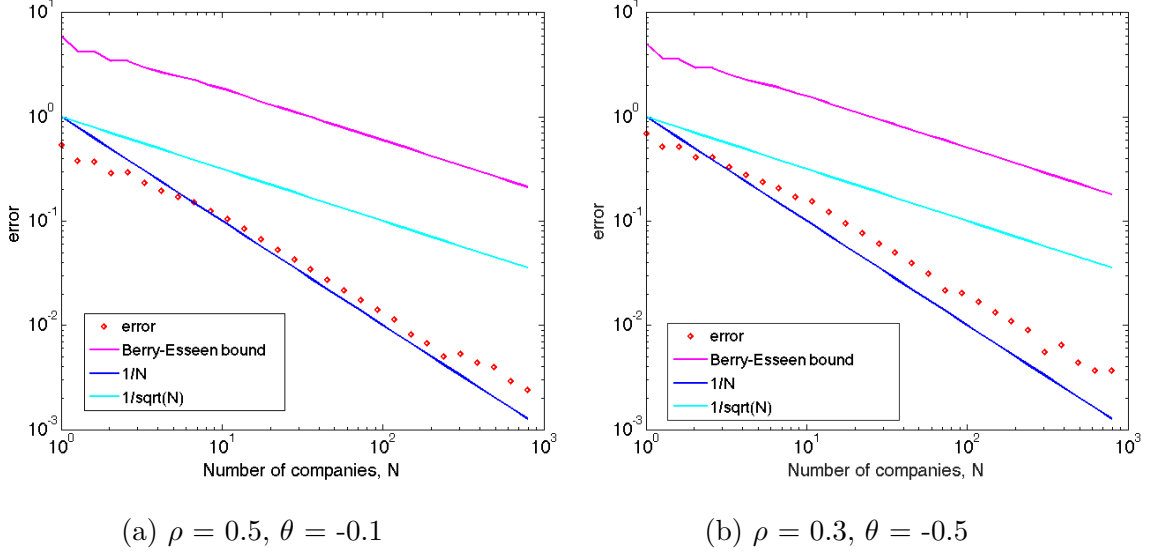 10^1
10^0
10^-1
10^-2
10^-3
error
error
Berry-Esseen bound
1/N
1/sqrt(N)
10^0
10^1
10^2
10^3
Number of companies, N
(a) ρ = 0.5, θ = -0.1
10^1
10^0
10^-1
10^-2
10^-3
error
error
Berry-Esseen bound
1/N
1/sqrt(N)
10^0
10^1
10^2
10^3
Number of companies, N
(b) ρ = 0.3, θ = -0.5